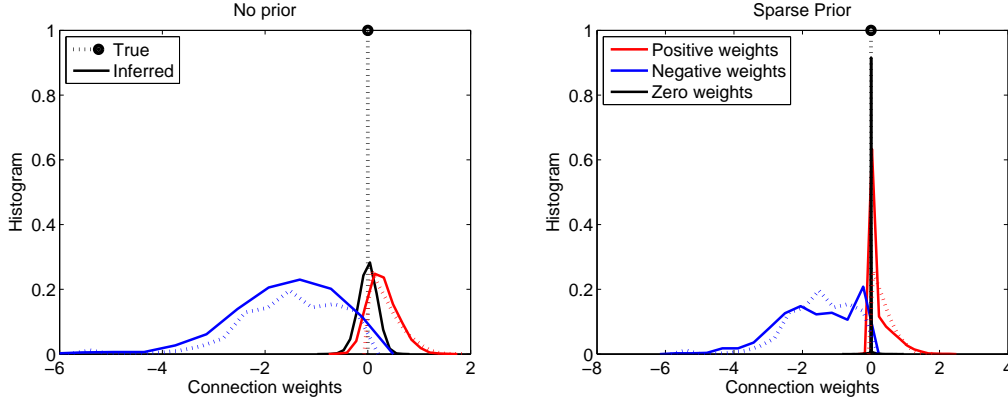 No prior
True
Inferred
Histogram
1
0.8
0.6
0.4
0.2
0
−6
−4
−2
0
2
Connection weights
Sparse Prior
Positive weights
Negative weights
Zero weights
Histogram
1
0.8
0.6
0.4
0.2
0
−8
−6
−4
−2
0
2
4
Connection weights